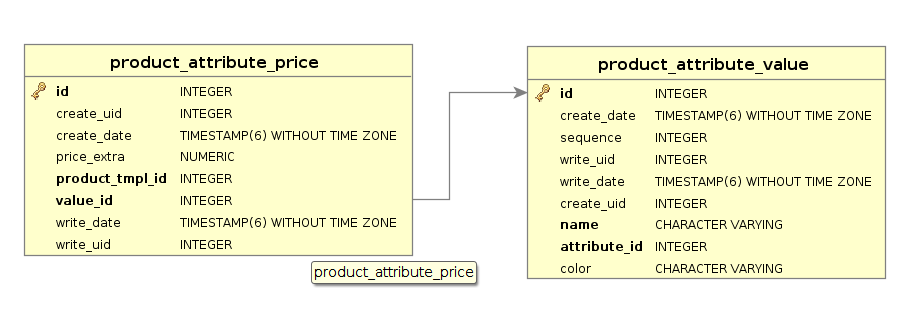 product_attribute_price
id INTEGER
create_uid INTEGER
create_date TIMESTAMP(6) WITHOUT TIME ZONE
price_extra NUMERIC
product_tmpl_id INTEGER
value_id INTEGER
write_date TIMESTAMP(6) WITHOUT TIME ZONE
write_uid INTEGER
product_attribute_price
product_attribute_value
id INTEGER
create_date TIMESTAMP(6) WITHOUT TIME ZONE
sequence INTEGER
write_uid INTEGER
write_date TIMESTAMP(6) WITHOUT TIME ZONE
create_uid INTEGER
name CHARACTER VARYING
attribute_id INTEGER
color CHARACTER VARYING